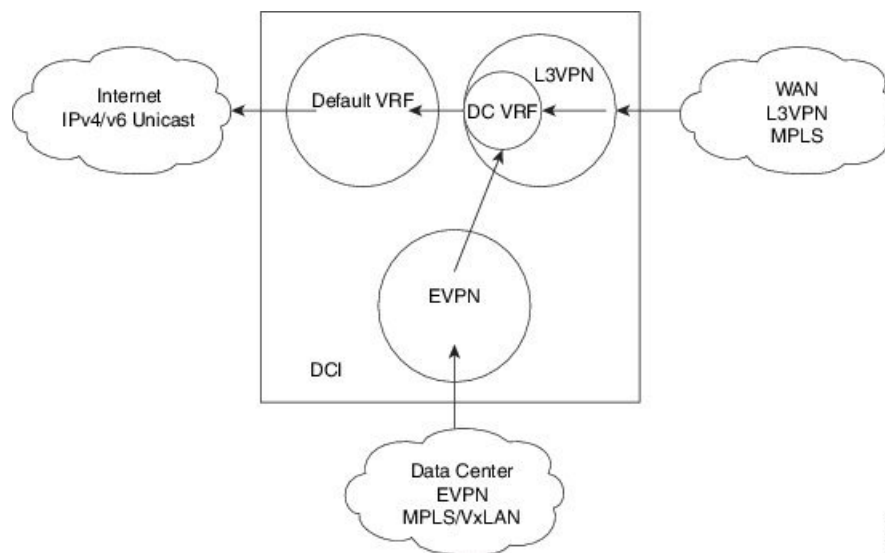 Internet
IPv4/v6 Unicast
Default VRF
L3VPN
DC VRF
WAN
L3VPN
MPLS
EVPN
DCI
Data Center
EVPN
MPLS/VxLAN